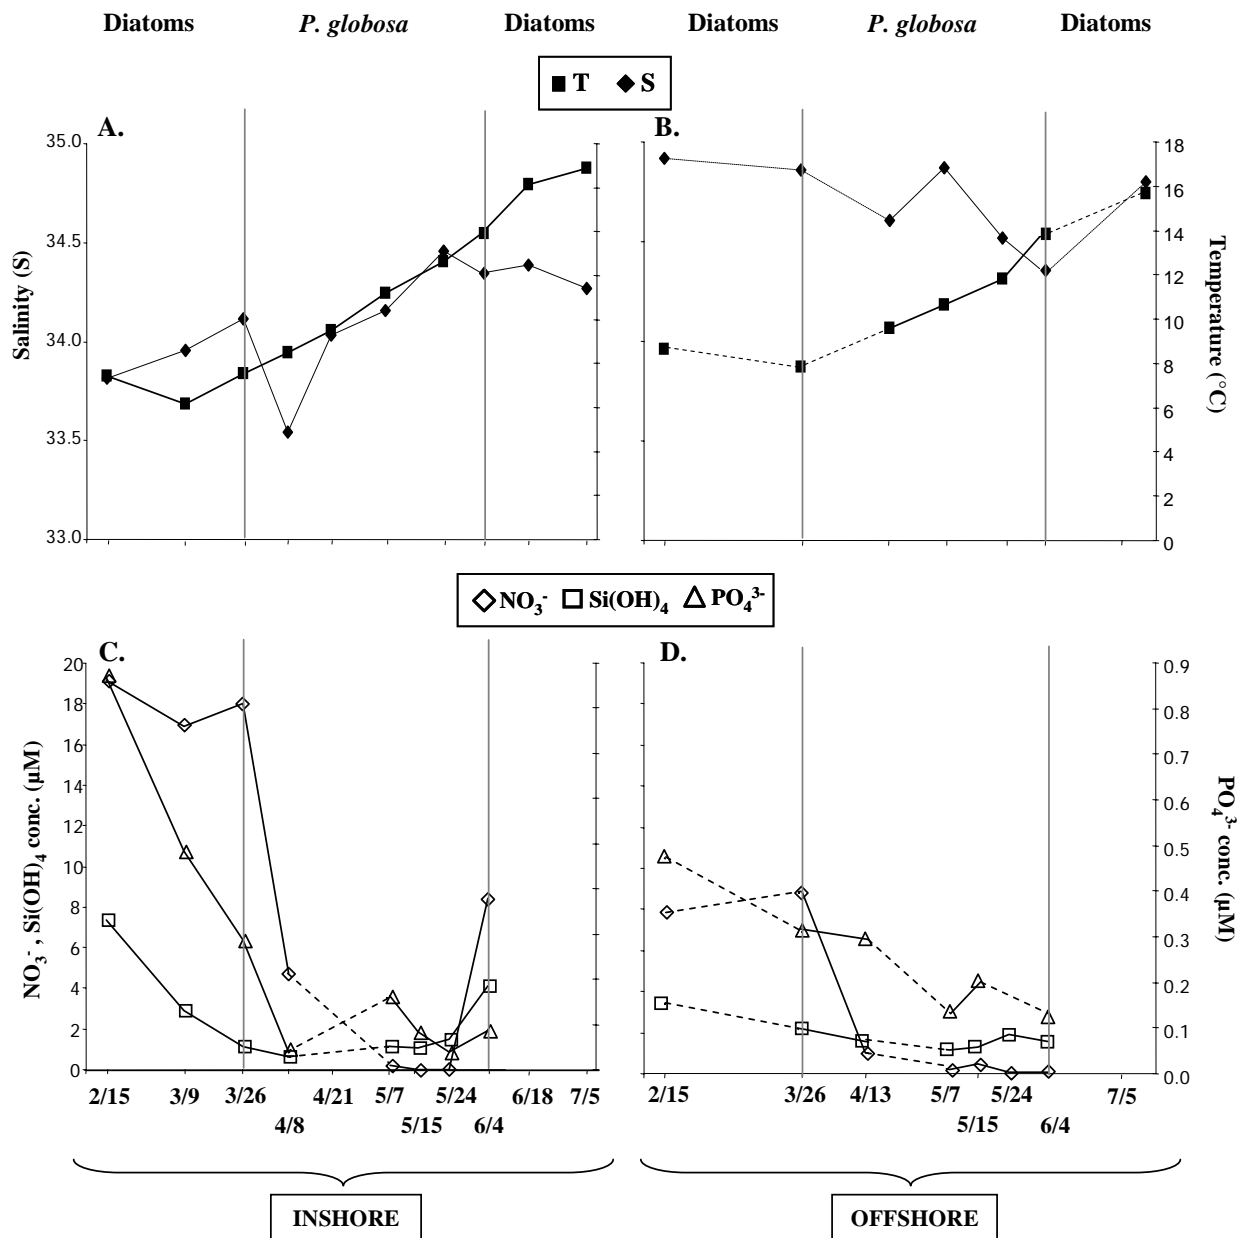 Diatoms P. globosa Diatoms Diatoms P. globosa Diatoms
T S
A. B.
35.0
34.5
34.0
33.5
33.0
Salinity (S)
18
16
14
12
10
8
6
4
2
0
Temperature (°C)
NO₃⁻ Si(OH)₄ PO₄³⁻
C. D.
20
18
16
14
12
10
8
6
4
2
0
NO₃⁻, Si(OH)₄ conc. (µM)
0.9
0.8
0.7
0.6
0.5
0.4
0.3
0.2
0.1
0.0
PO₄³⁻ conc. (µM)
2/15 3/9 3/26 4/21 5/7 5/24 6/18 7/5
4/8 5/15 6/4
2/15 3/26 4/13 5/7 5/24 7/5
5/15 6/4
INSHORE OFFSHORE